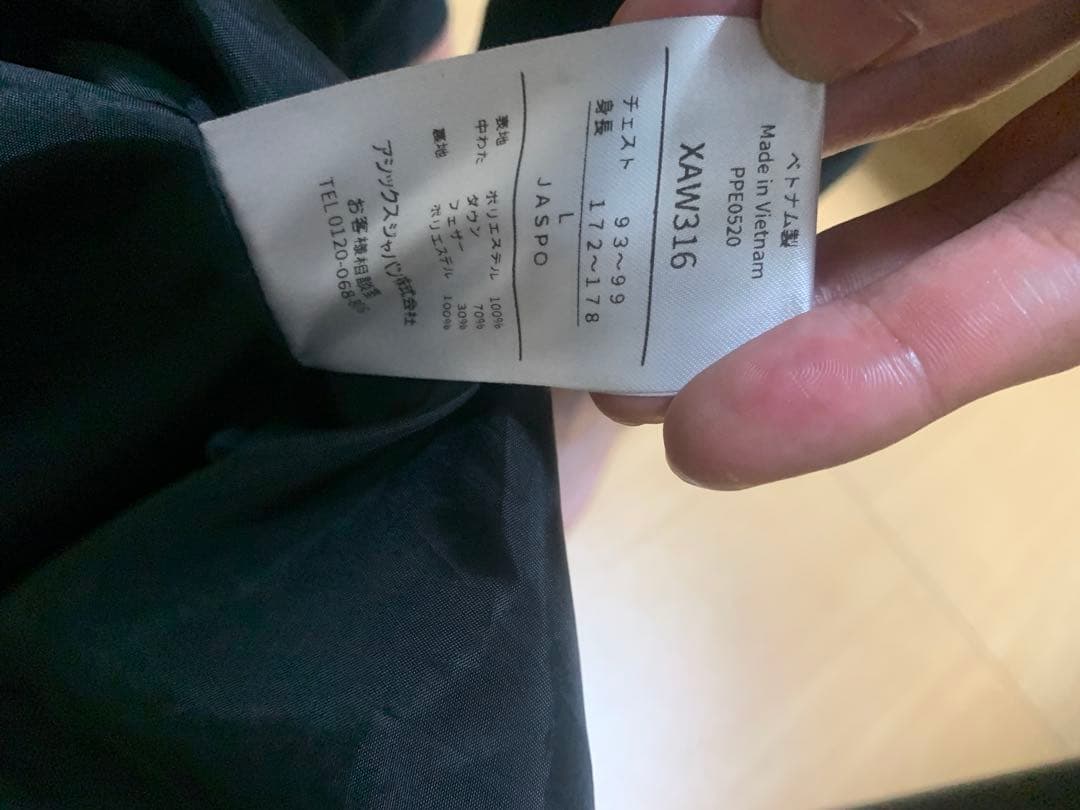 ベトナム製
Made in Vietnam
PPE0520
XAW316
チェスト 93～99
身長 172～178
L
JASPO
表地 ポリエステル 100%
中わた ダウン 70%
フェザー 30%
裏地 ポリエステル 100%
アシックスジャパン株式会社
お客様相談室
TEL.0120-068